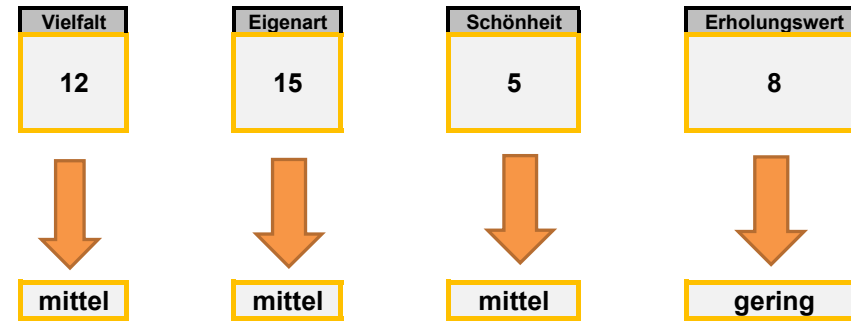 Vielfalt Eigenart Schönheit Erholungswert
12 15 5 8
mittel mittel mittel gering